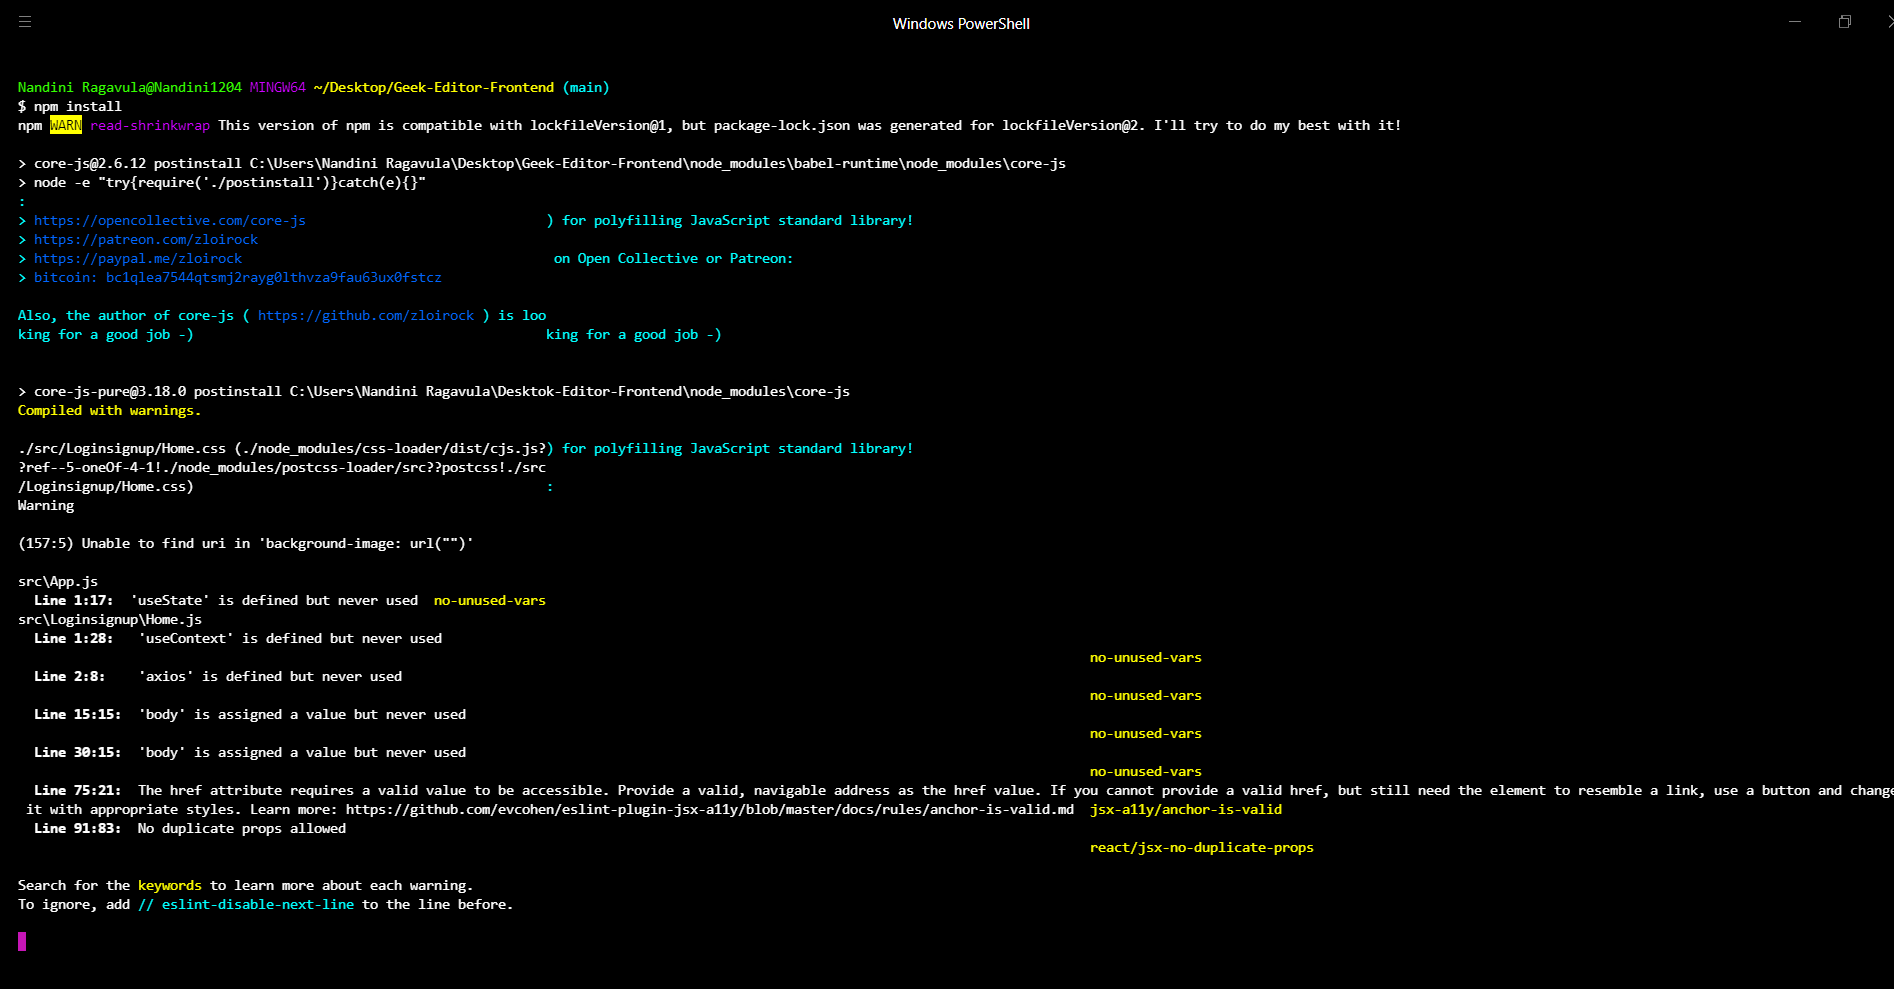 Windows PowerShell
Nandini Ragavula@Nandini1204 MINGW64 ~/Desktop/Geek-Editor-Frontend (main)
$ npm install
npm WARN read-shrinkwrap This version of npm is compatible with lockfileVersion@1, but package-lock.json was generated for lockfileVersion@2. I'll try to do my best with it!
> core-js@2.6.12 postinstall C:\Users\Nandini Ragavula\Desktop\Geek-Editor-Frontend\node_modules\babel-runtime\node_modules\core-js
> node -e "try{require('./postinstall')}catch(e){}"
:
> https://opencollective.com/core-js ) for polyfilling JavaScript standard library!
> https://patreon.com/zloirock
> https://paypal.me/zloirock on Open Collective or Patreon:
> bitcoin: bc1qlea7544qtsmj2rayg0lthvza9fau63ux0fstcz
Also, the author of core-js ( https://github.com/zloirock ) is loo
king for a good job -) king for a good job -)
> core-js-pure@3.18.0 postinstall C:\Users\Nandini Ragavula\Desktok-Editor-Frontend\node_modules\core-js
Compiled with warnings.
./src/Loginsignup/Home.css (./node_modules/css-loader/dist/cjs.js?) for polyfilling JavaScript standard library!
?ref--5-oneOf-4-1!./node_modules/postcss-loader/src??postcss!./src
/Loginsignup/Home.css) :
Warning
(157:5) Unable to find uri in 'background-image: url("")'
src\App.js
Line 1:17: 'useState' is defined but never used no-unused-vars
src\Loginsignup\Home.js
Line 1:28: 'useContext' is defined but never used
no-unused-vars
Line 2:8: 'axios' is defined but never used
no-unused-vars
Line 15:15: 'body' is assigned a value but never used
no-unused-vars
Line 30:15: 'body' is assigned a value but never used
no-unused-vars
Line 75:21: The href attribute requires a valid value to be accessible. Provide a valid, navigable address as the href value. If you cannot provide a valid href, but still need the element to resemble a link, use a button and change
it with appropriate styles. Learn more: https://github.com/evcohen/eslint-plugin-jsx-a11y/blob/master/docs/rules/anchor-is-valid.md jsx-a11y/anchor-is-valid
Line 91:83: No duplicate props allowed
react/jsx-no-duplicate-props
Search for the keywords to learn more about each warning.
To ignore, add // eslint-disable-next-line to the line before.